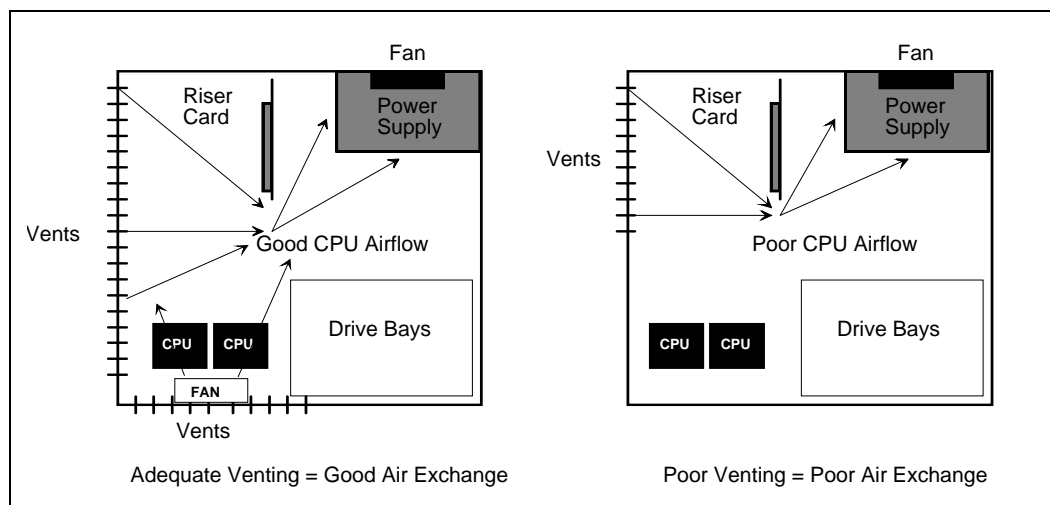 Fan
Riser
Card
Power
Supply
Vents
Good CPU Airflow
CPU
CPU
Drive Bays
FAN
Vents
Adequate Venting = Good Air Exchange
Fan
Riser
Card
Power
Supply
Vents
Poor CPU Airflow
CPU
CPU
Drive Bays
Poor Venting = Poor Air Exchange